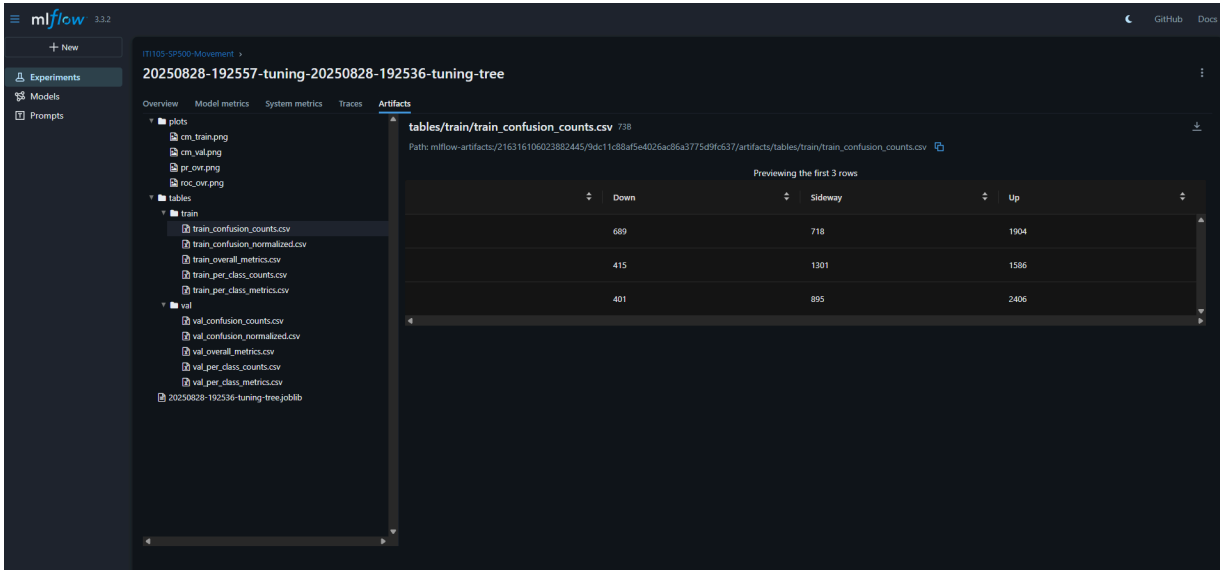 mlflow 3.3.2
GitHub Docs
+ New
Experiments
Models
Prompts
ITI105-SP500-Movement >
20250828-192557-tuning-20250828-192536-tuning-tree
Overview Model metrics System metrics Traces Artifacts
plots
cm_train.png
cm_val.png
pr_ovr.png
roc_ovr.png
tables
train
train_confusion_counts.csv
train_confusion_normalized.csv
train_overall_metrics.csv
train_per_class_counts.csv
train_per_class_metrics.csv
val
val_confusion_counts.csv
val_confusion_normalized.csv
val_overall_metrics.csv
val_per_class_counts.csv
val_per_class_metrics.csv
20250828-192536-tuning-tree.joblib
tables/train/train_confusion_counts.csv 73B
Path: mlflow-artifacts:/216316106023882445/9dc11c88af5e4026ac86a3775d9fc637/artifacts/tables/train/train_confusion_counts.csv
Previewing the first 3 rows
Down Sideway Up
689 718 1904
415 1301 1586
401 895 2406